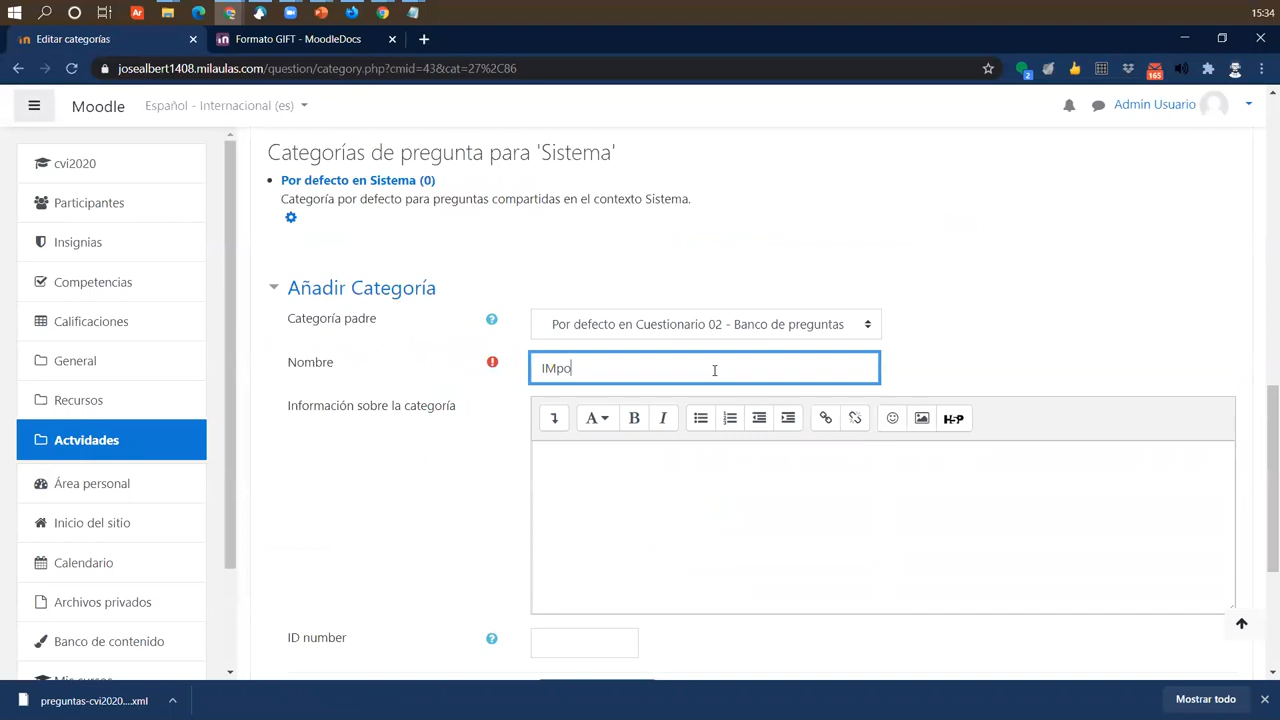 15:34
Editar categorías
Formato GIFT - MoodleDocs
josealbert1408.milaulas.com/question/category.php?cmid=43&cat=27%2C86
2
165
Moodle
Español - Internacional (es)
Admin Usuario
cvi2020
Participantes
Insignias
Competencias
Calificaciones
General
Recursos
Actvidades
Área personal
Inicio del sitio
Calendario
Archivos privados
Banco de contenido
Categorías de pregunta para 'Sistema'
Por defecto en Sistema (0)
Categoría por defecto para preguntas compartidas en el contexto Sistema.
Añadir Categoría
Categoría padre
Por defecto en Cuestionario 02 - Banco de preguntas
Nombre
IMpo
Información sobre la categoría
A B I
H5P
ID number
preguntas-cvi2020....xml
Mostrar todo